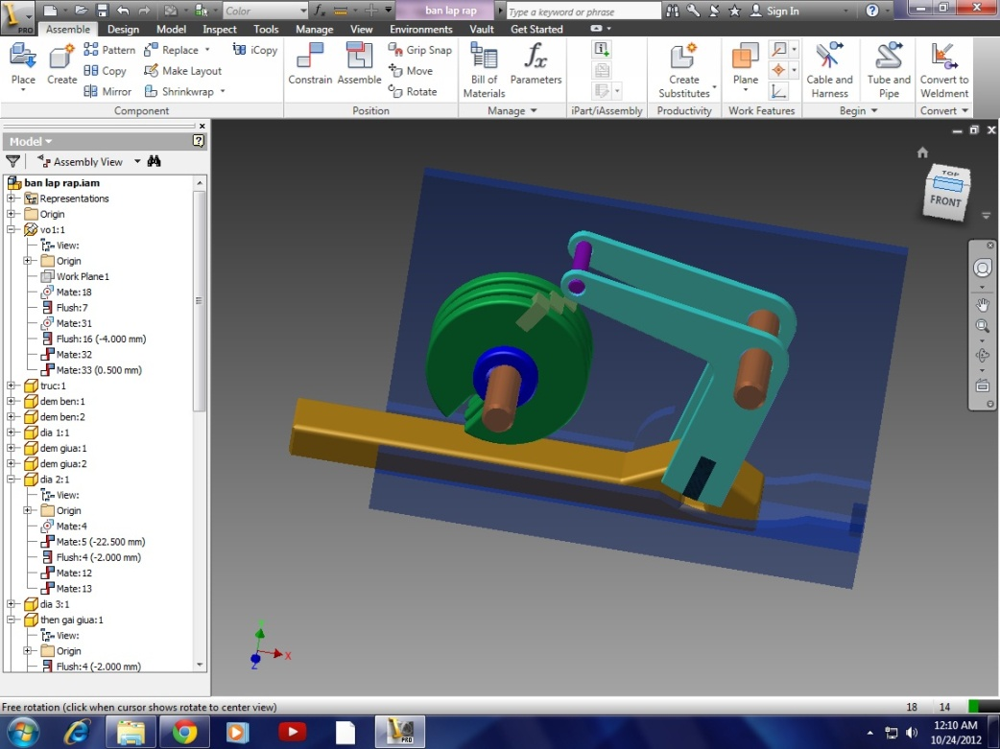 PRO
Color
ban lap rap
Type a keyword or phrase
Sign In
Assemble Design Model Inspect Tools Manage View Environments Vault Get Started
Place
Create
Pattern
Copy
Mirror
Replace
Make Layout
Shrinkwrap
iCopy
Component
Constrain
Assemble
Grip Snap
Move
Rotate
Position
Bill of
Materials
Parameters
Manage
iPart/iAssembly
Create
Substitutes
Productivity
Plane
Work Features
Cable and
Harness
Tube and
Pipe
Begin
Convert to
Weldment
Convert
Model
Assembly View
ban lap rap.iam
Representations
Origin
vo1:1
View:
Origin
Work Plane1
Mate:18
Flush:7
Mate:31
Flush:16 (-4.000 mm)
Mate:32
Mate:33 (0.500 mm)
truc:1
dem ben:1
dem ben:2
dia 1:1
dem giua:1
dem giua:2
dia 2:1
View:
Origin
Mate:4
Mate:5 (-22.500 mm)
Flush:4 (-2.000 mm)
Mate:12
Mate:13
dia 3:1
then gai giua:1
View:
Origin
Flush:4 (-2.000 mm)
TOP
FRONT
X
Z
Free rotation (click when cursor shows rotate to center view)
18 14
PRO
12:10 AM
10/24/2012